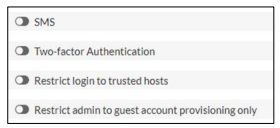 SMS
Two-factor Authentication
Restrict login to trusted hosts
Restrict admin to guest account provisioning only